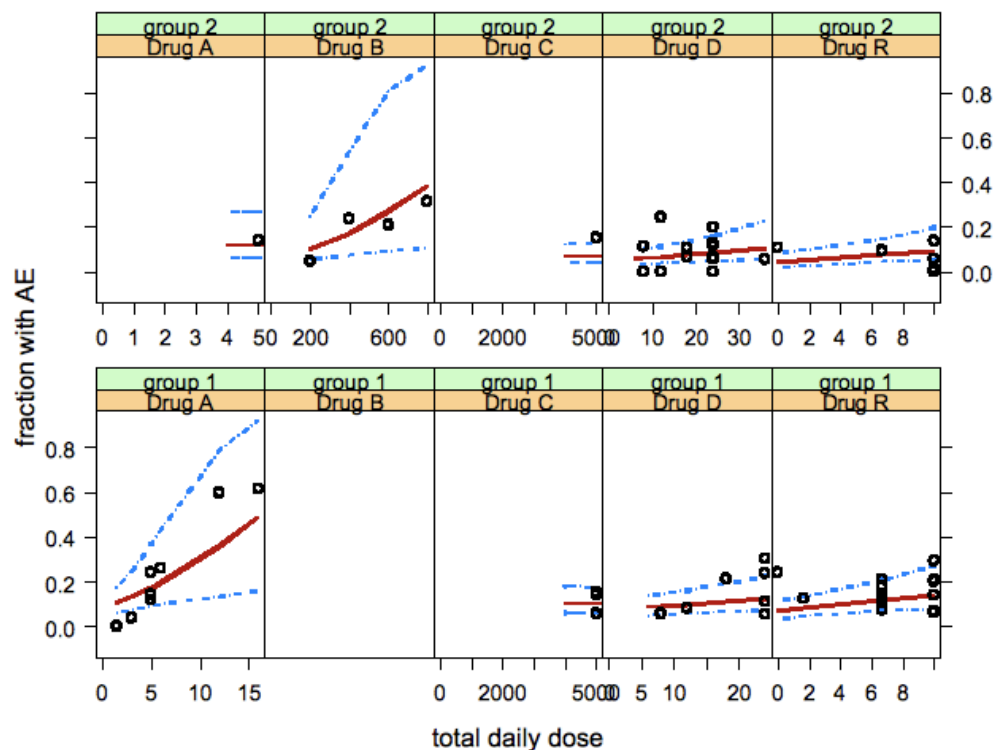 group 2 group 2 group 2 group 2 group 2
Drug A Drug B Drug C Drug D Drug R
0.8
0.6
0.4
0.2
0.0
0 1 2 3 4 50 200 600 0 2000 5000 10 20 30 0 2 4 6 8
fraction with AE
group 1 group 1 group 1 group 1 group 1
Drug A Drug B Drug C Drug D Drug R
0.8
0.6
0.4
0.2
0.0
0 5 10 15 0 2000 5000 5 10 20 0 2 4 6 8
total daily dose